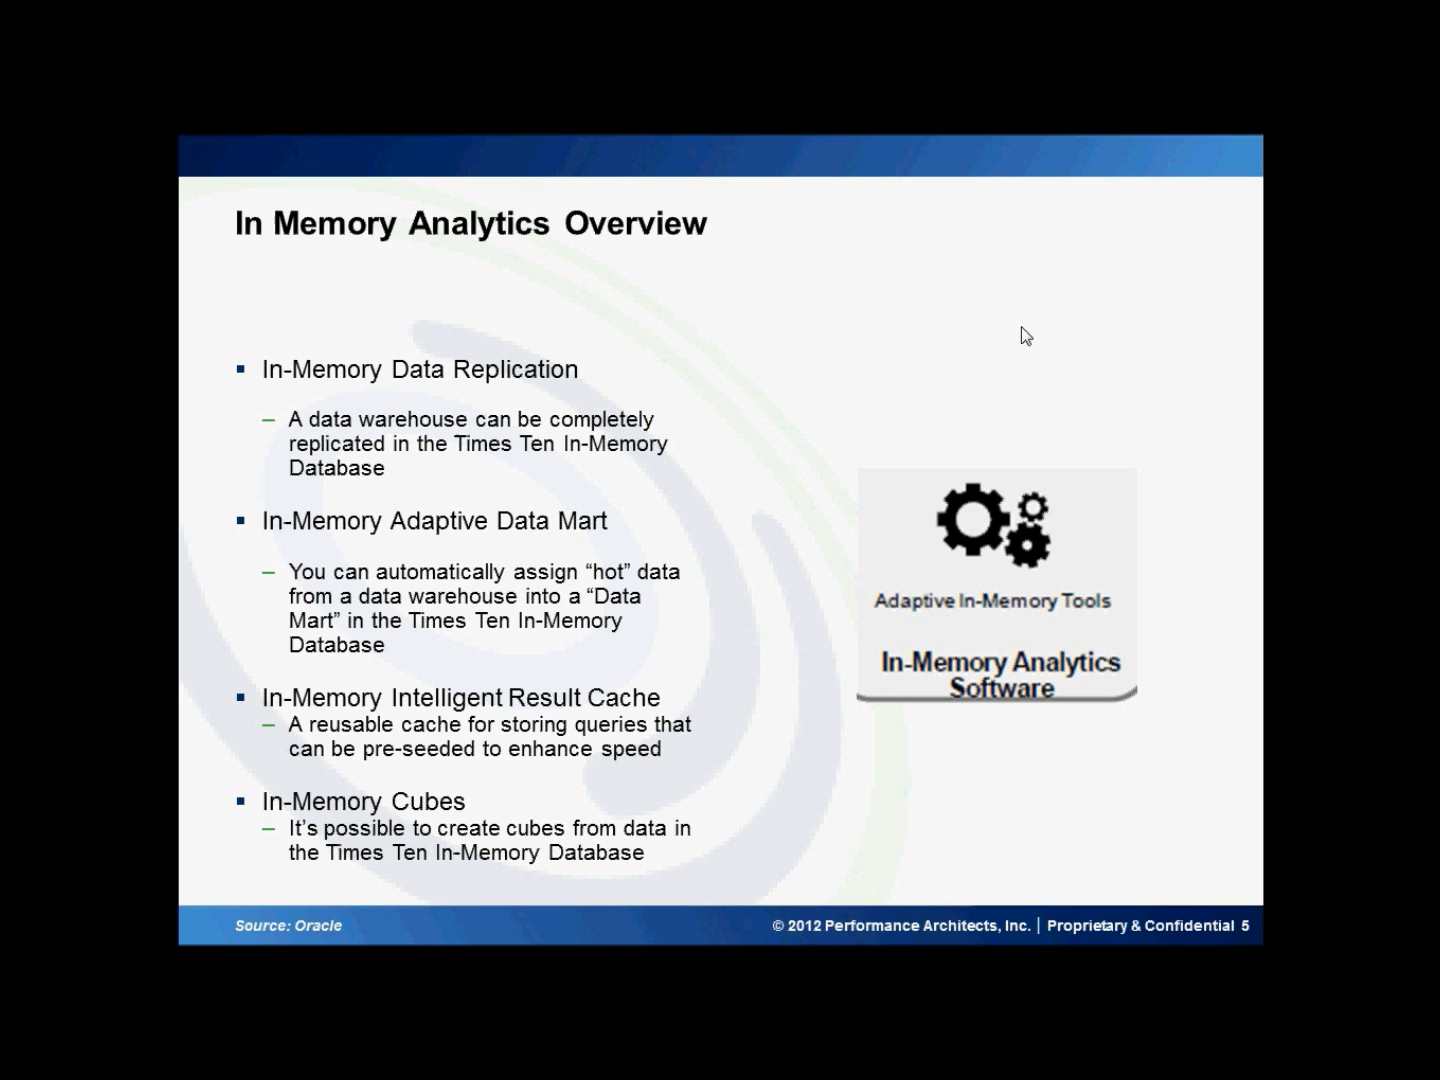 In Memory Analytics Overview
▪ In-Memory Data Replication
– A data warehouse can be completely
replicated in the Times Ten In-Memory
Database
▪ In-Memory Adaptive Data Mart
– You can automatically assign “hot” data
from a data warehouse into a “Data
Mart” in the Times Ten In-Memory
Database
▪ In-Memory Intelligent Result Cache
– A reusable cache for storing queries that
can be pre-seeded to enhance speed
▪ In-Memory Cubes
– It’s possible to create cubes from data in
the Times Ten In-Memory Database
Adaptive In-Memory Tools
In-Memory Analytics
Software
Source: Oracle
© 2012 Performance Architects, Inc. | Proprietary & Confidential 5